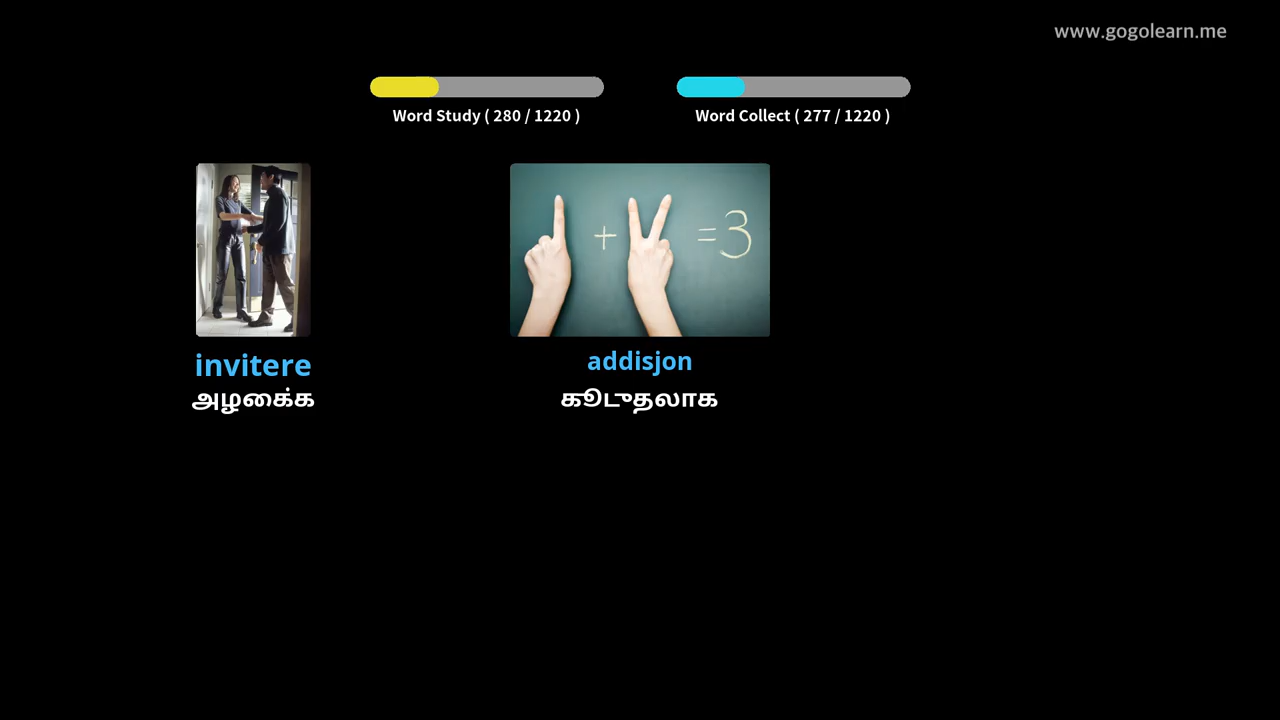 www.gogolearn.me
Word Study ( 280 / 1220 )
Word Collect ( 277 / 1220 )
+ =3
invitere
addisjon
அழைக்க
கூடுதலாக